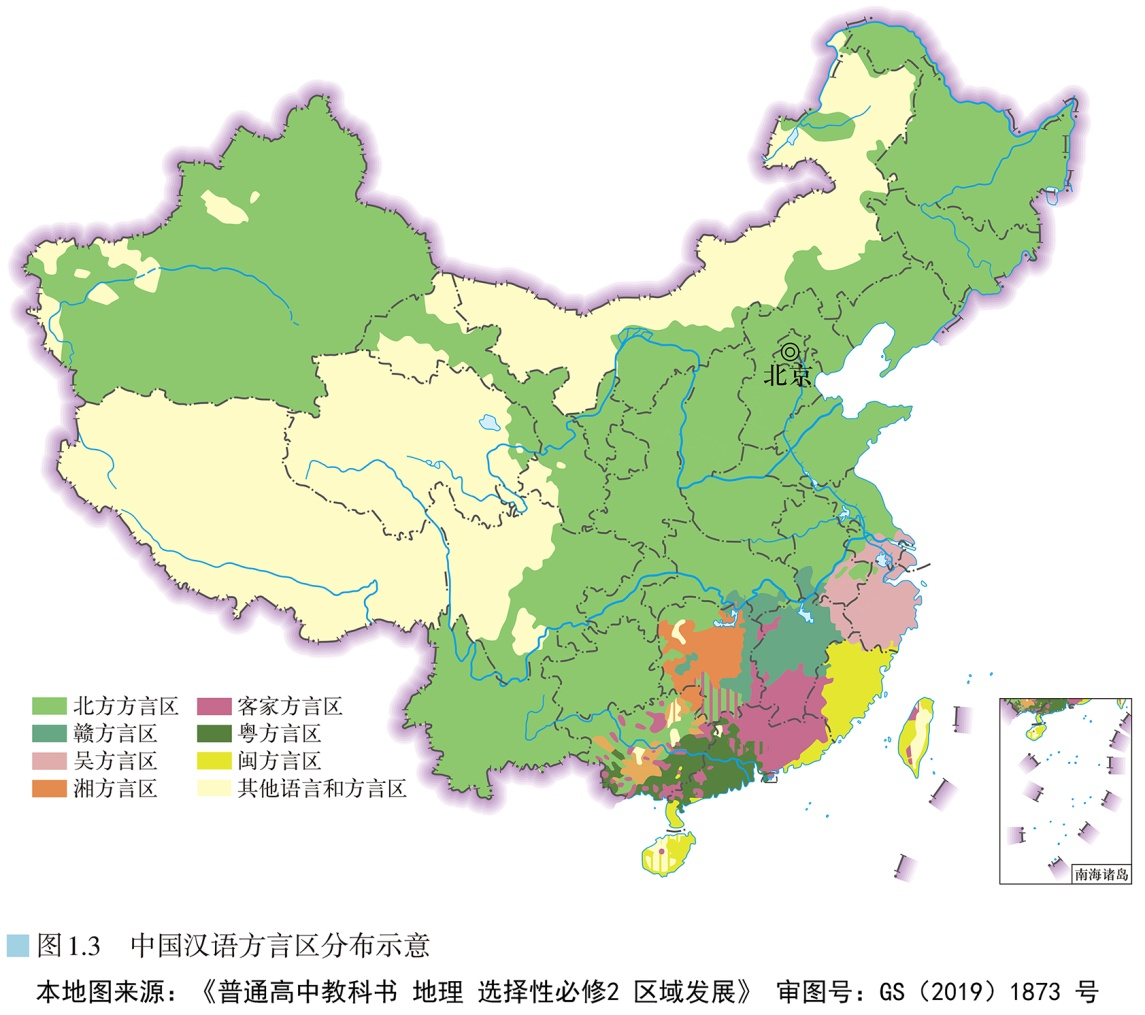 北京
北方方言区
客家方言区
赣方言区
粤方言区
吴方言区
闽方言区
湘方言区
其他语言和方言区
南海诸岛
图1.3 中国汉语方言区分布示意
本地图来源：《普通高中教科书 地理 选择性必修2 区域发展》 审图号：GS（2019）1873 号